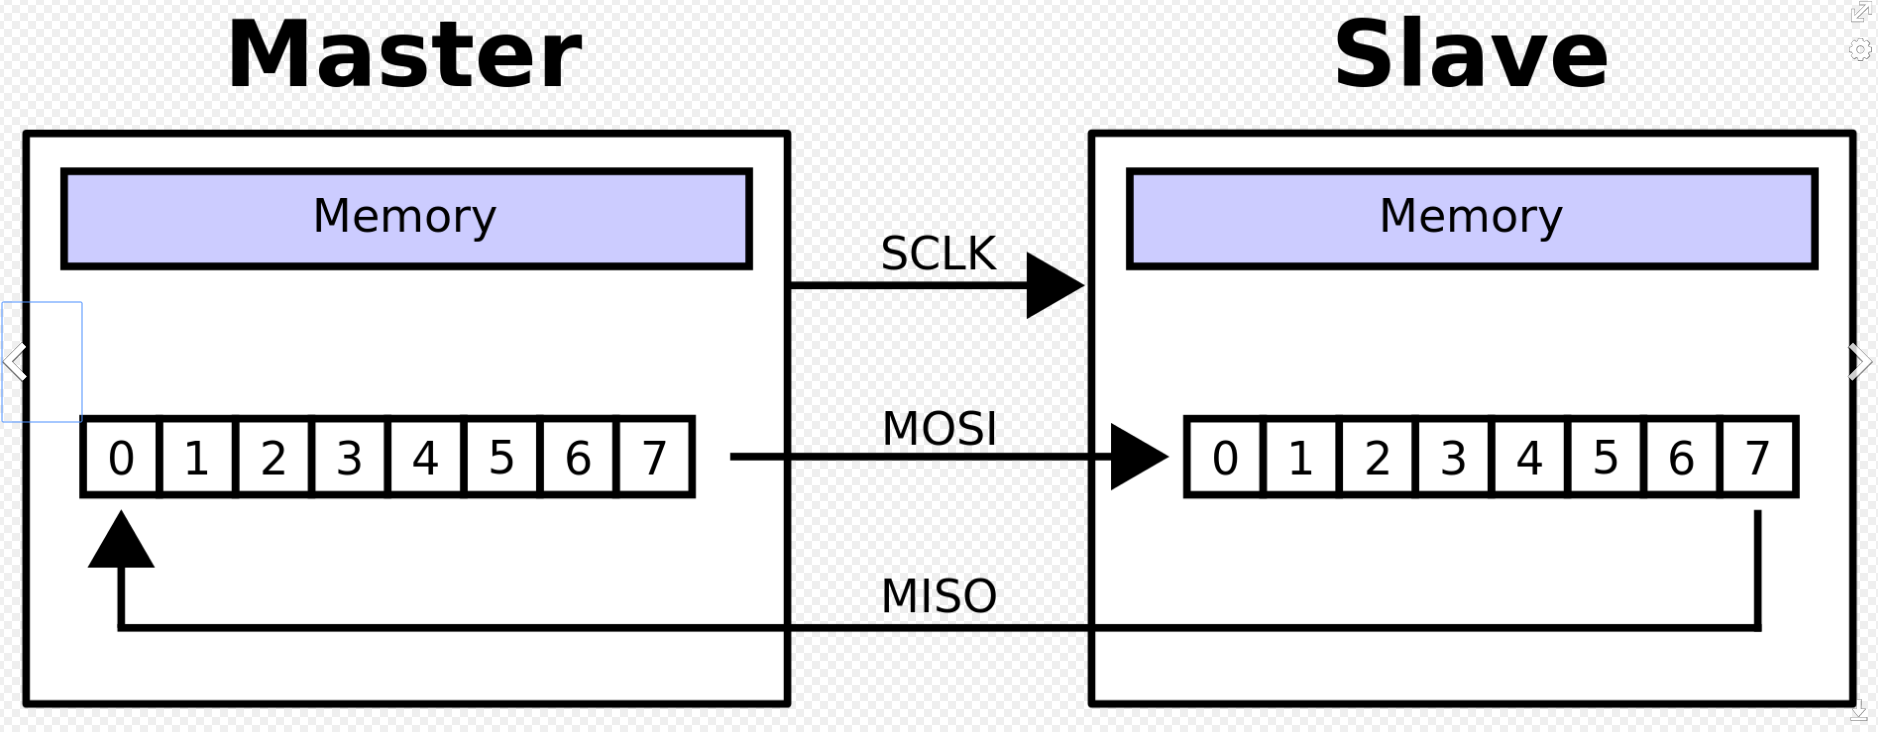 Master Slave
Memory Memory
SCLK
MOSI
0 1 2 3 4 5 6 7 0 1 2 3 4 5 6 7
MISO